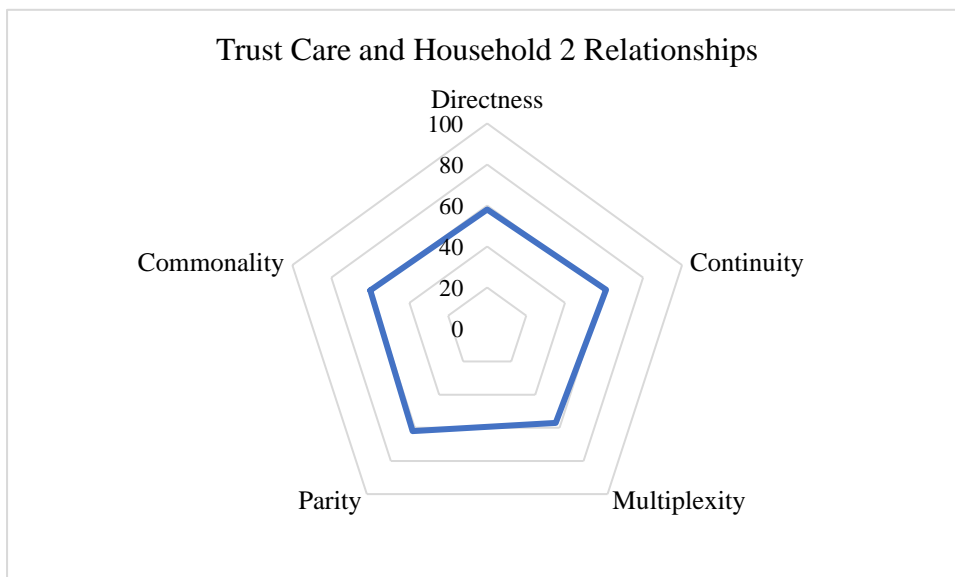 Trust Care and Household 2 Relationships
Directness
100
80
60
40
20
0
Commonality
Continuity
Parity
Multiplexity